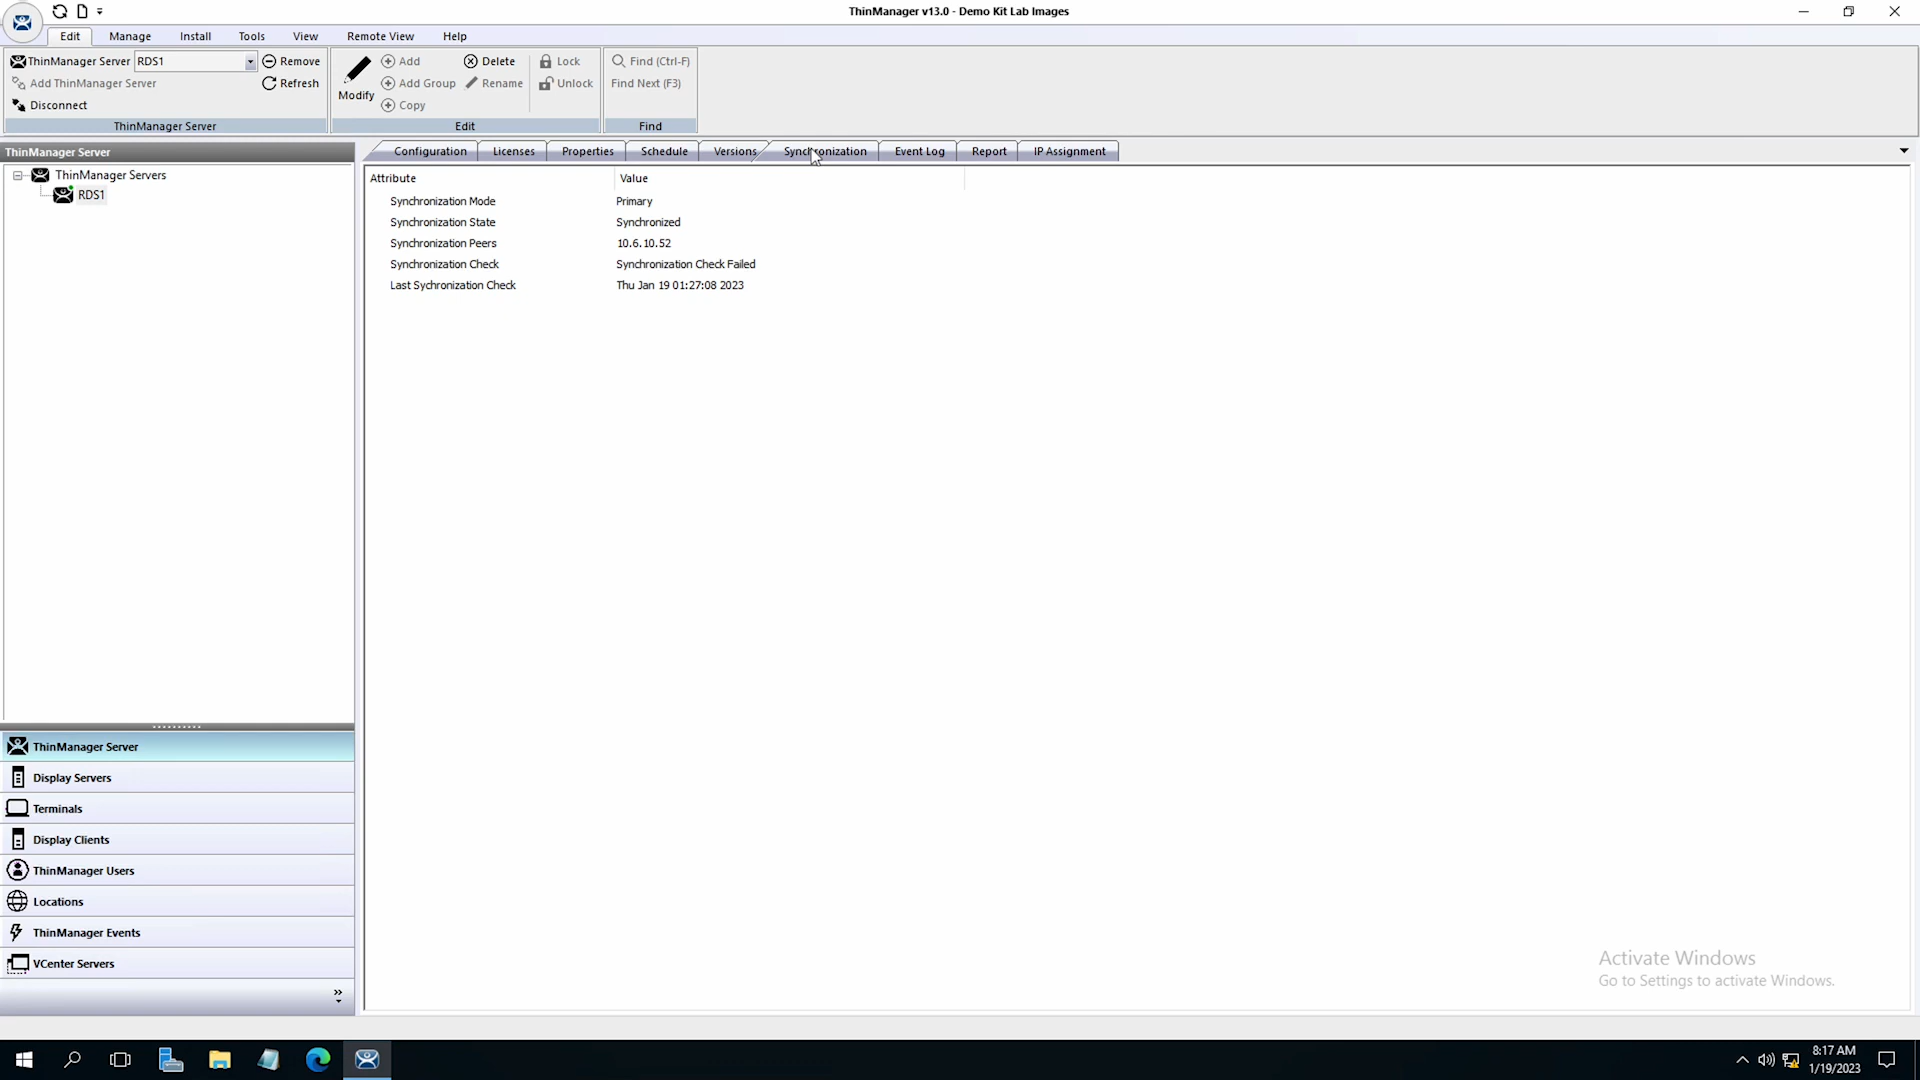 ThinManager v13.0 - Demo Kit Lab Images
Edit Manage Install Tools View Remote View Help
ThinManager Server RDS1 Remove
Add ThinManager Server Refresh
Disconnect
ThinManager Server
Modify
Add Delete Lock
Add Group Rename Unlock
Copy
Edit
Find (Ctrl-F)
Find Next (F3)
Find
ThinManager Server
ThinManager Servers
RDS1
Configuration Licenses Properties Schedule Versions Synchronization Event Log Report IP Assignment
Attribute Value
Synchronization Mode Primary
Synchronization State Synchronized
Synchronization Peers 10.6.10.52
Synchronization Check Synchronization Check Failed
Last Sychronization Check Thu Jan 19 01:27:08 2023
ThinManager Server
Display Servers
Terminals
Display Clients
ThinManager Users
Locations
ThinManager Events
VCenter Servers
Activate Windows
Go to Settings to activate Windows.
8:17 AM
1/19/2023